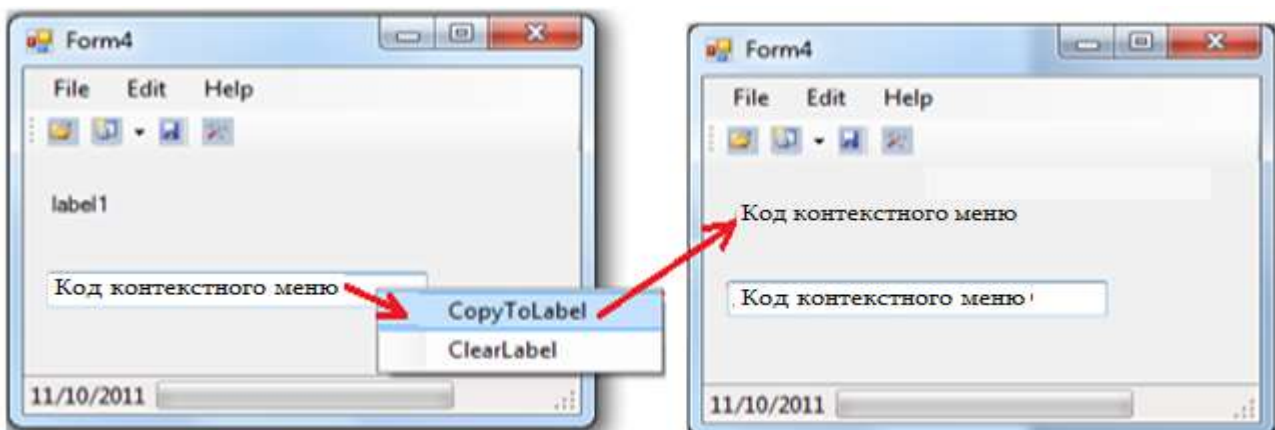 Form4
File Edit Help
label1
Код контекстного меню
CopyToLabel
ClearLabel
11/10/2011
Form4
File Edit Help
Код контекстного меню
Код контекстного меню
11/10/2011